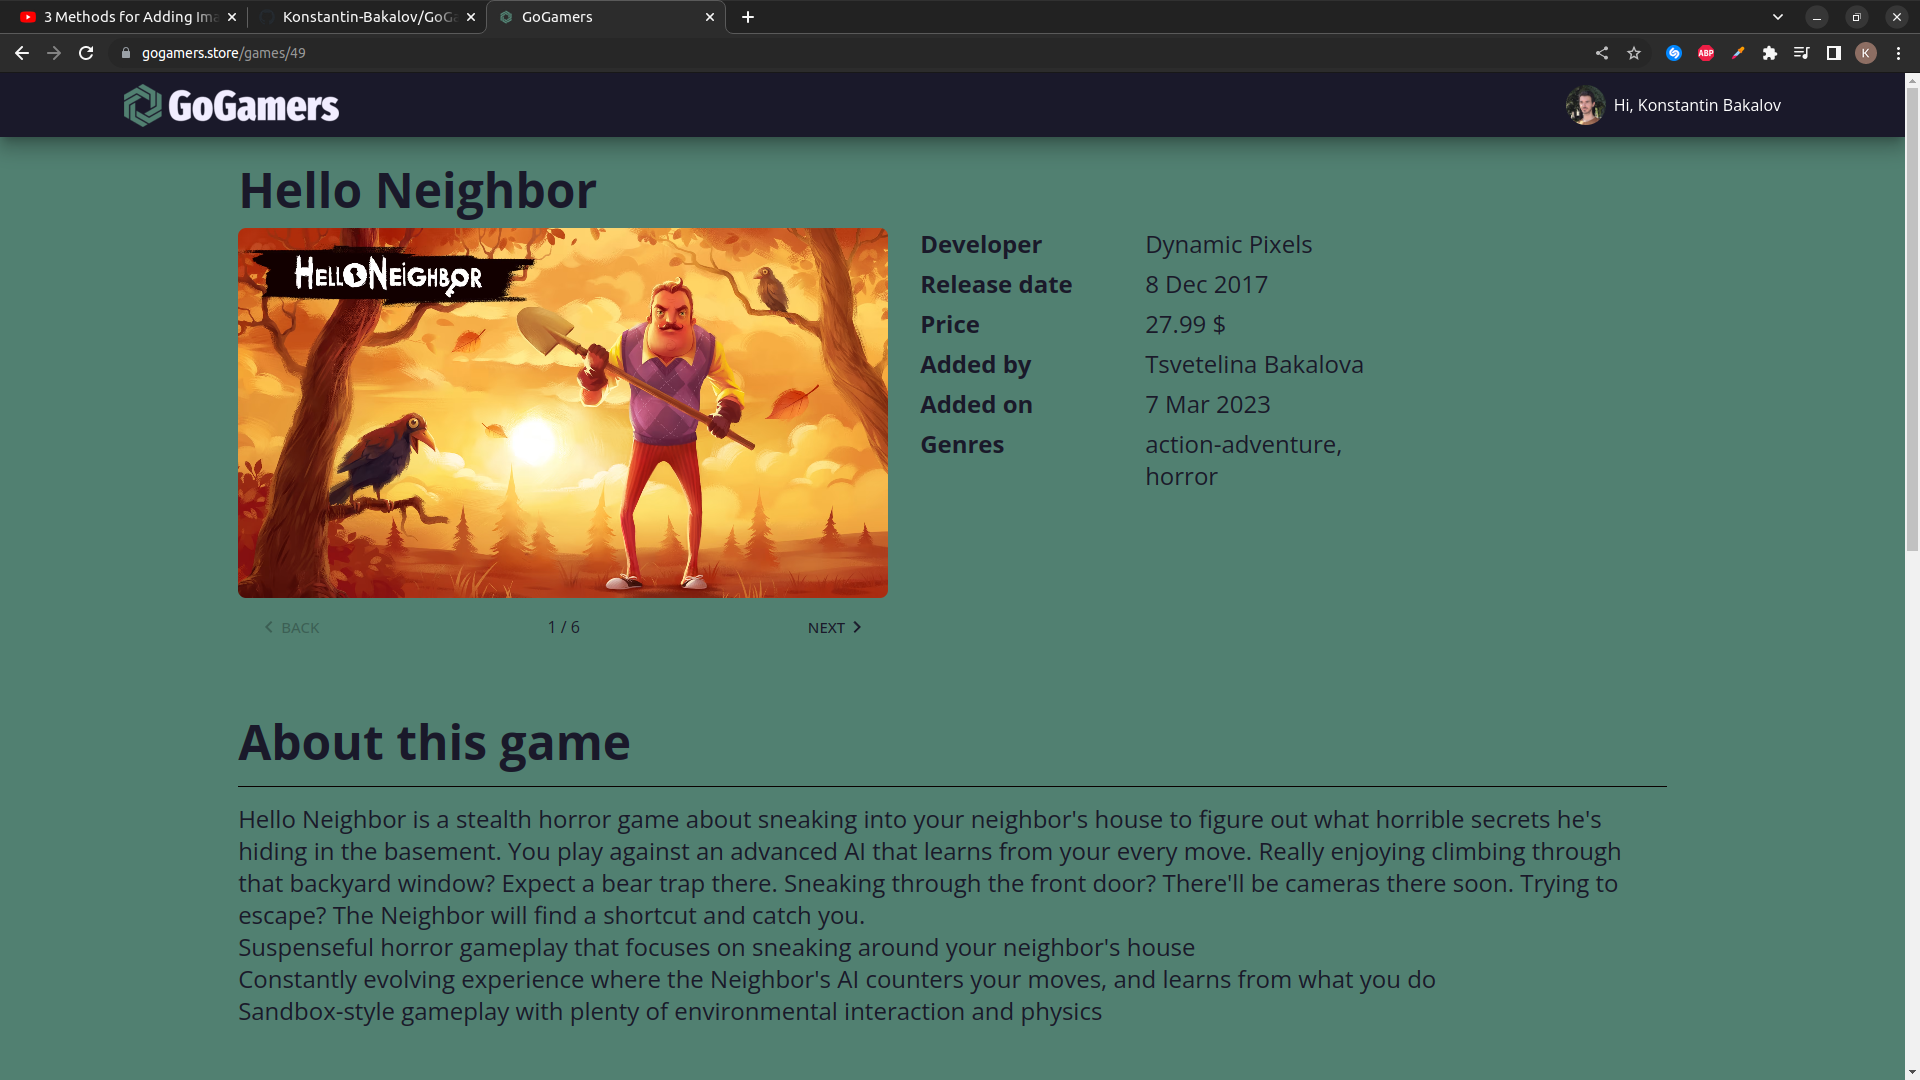 3 Methods for Adding Ima
Konstantin-Bakalov/GoGa
GoGamers
gogamers.store/games/49
ABP
K
GoGamers
Hi, Konstantin Bakalov
Hello Neighbor
HELLO NEIGHBOR
Developer Dynamic Pixels
Release date 8 Dec 2017
Price 27.99 $
Added by Tsvetelina Bakalova
Added on 7 Mar 2023
Genres action-adventure,
horror
BACK 1 / 6 NEXT
About this game
Hello Neighbor is a stealth horror game about sneaking into your neighbor's house to figure out what horrible secrets he's
hiding in the basement. You play against an advanced AI that learns from your every move. Really enjoying climbing through
that backyard window? Expect a bear trap there. Sneaking through the front door? There'll be cameras there soon. Trying to
escape? The Neighbor will find a shortcut and catch you.
Suspenseful horror gameplay that focuses on sneaking around your neighbor's house
Constantly evolving experience where the Neighbor's AI counters your moves, and learns from what you do
Sandbox-style gameplay with plenty of environmental interaction and physics